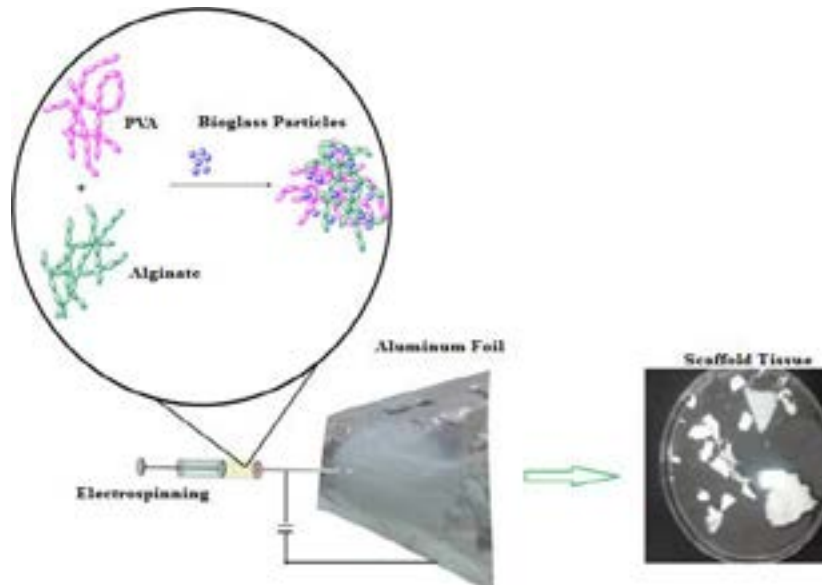 PVA
Bioglass Particles
+
Alginate
Aluminum Foil
Scaffold Tissue
Electrospinning